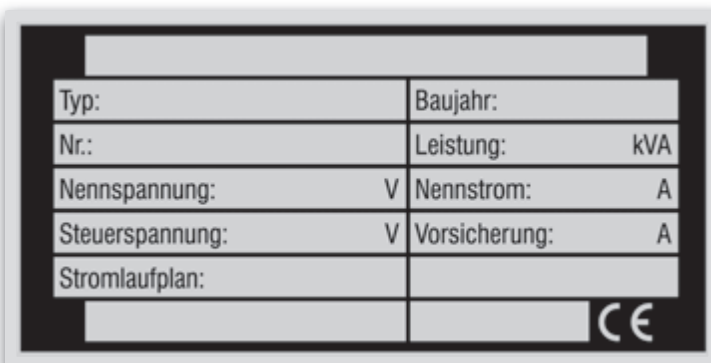 Typ: Baujahr:
Nr.: Leistung: kVA
Nennspannung: V Nennstrom: A
Steuerspannung: V Vorsicherung: A
Stromlaufplan:
CE